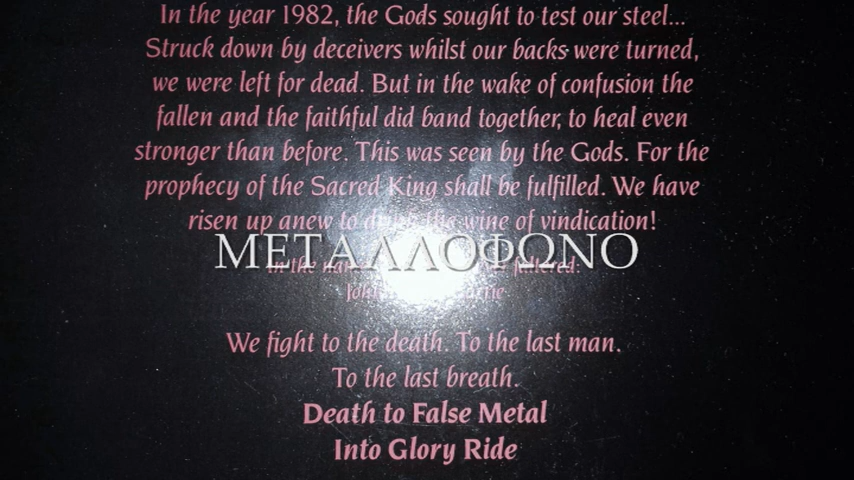 In the year 1982, the Gods sought to test our steel...
Struck down by deceivers whilst our backs were turned,
we were left for dead. But in the wake of confusion the
fallen and the faithful did band together, to heal even
stronger than before. This was seen by the Gods. For the
prophecy of the Sacred King shall be fulfilled. We have
risen up anew to drink the wine of vindication!
ΜΕΤΑΛΛΟΦΩΝΟ
In the
We fight to the death. To the last man.
To the last breath.
Death to False Metal
Into Glory Ride